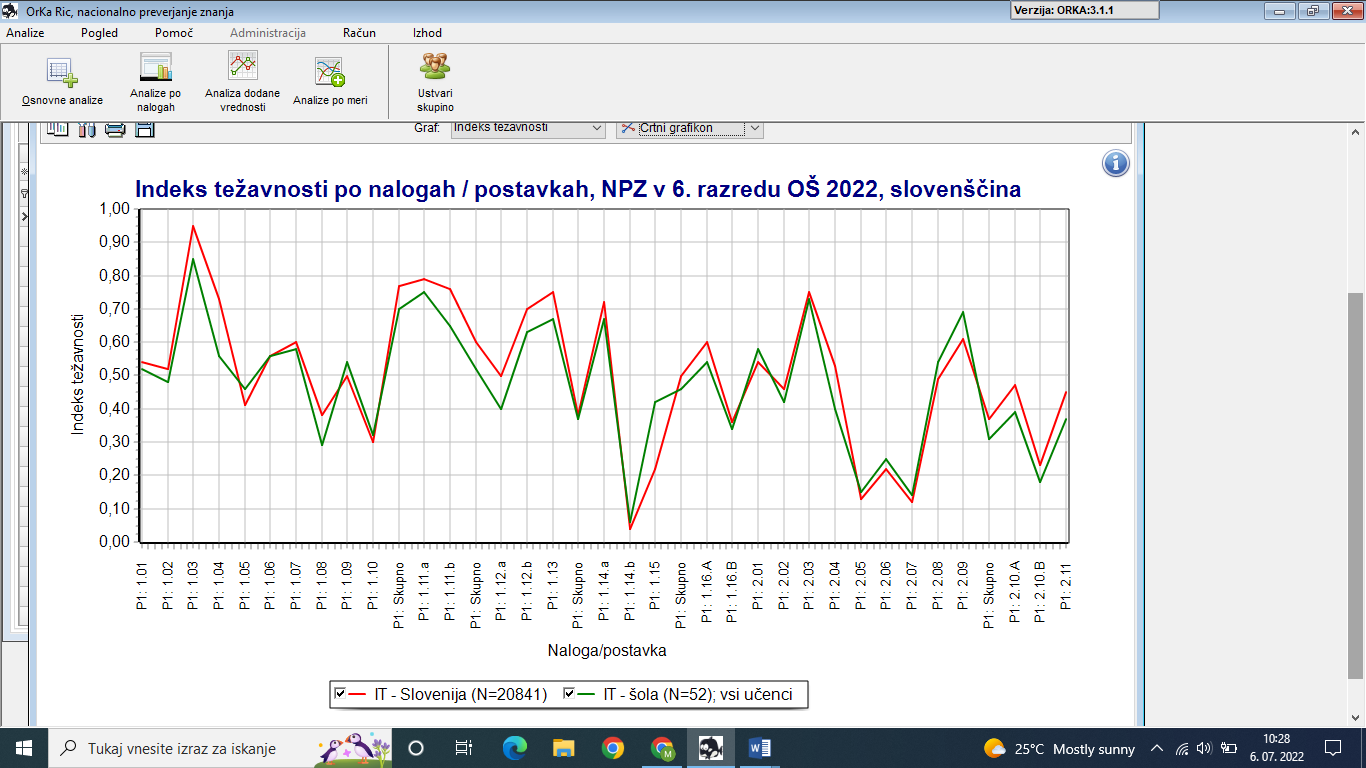 OrKa Ric, nacionalno preverjanje znanja
Verzija: ORKA:3.1.1
Analize Pogled Pomoč Administracija Račun Izhod
Osnovne analize
Analize po nalogah
Analiza dodane vrednosti
Analize po meri
Ustvari skupino
Graf: Indeks težavnosti Črtni grafikon
Indeks težavnosti po nalogah / postavkah, NPZ v 6. razredu OŠ 2022, slovenščina
Indeks težavnosti
1,00
0,90
0,80
0,70
0,60
0,50
0,40
0,30
0,20
0,10
0,00
P1: 1.01
P1: 1.02
P1: 1.03
P1: 1.04
P1: 1.05
P1: 1.06
P1: 1.07
P1: 1.08
P1: 1.09
P1: 1.10
P1: Skupno
P1: 1.11.a
P1: 1.11.b
P1: Skupno
P1: 1.12.a
P1: 1.12.b
P1: 1.13
P1: Skupno
P1: 1.14.a
P1: 1.14.b
P1: 1.15
P1: Skupno
P1: 1.16.A
P1: 1.16.B
P1: 2.01
P1: 2.02
P1: 2.03
P1: 2.04
P1: 2.05
P1: 2.06
P1: 2.07
P1: 2.08
P1: 2.09
P1: Skupno
P1: 2.10.A
P1: 2.10.B
P1: 2.11
Naloga/postavka
IT - Slovenija (N=20841) IT - šola (N=52); vsi učenci
Tukaj vnesite izraz za iskanje
25°C Mostly sunny
10:28
6. 07. 2022